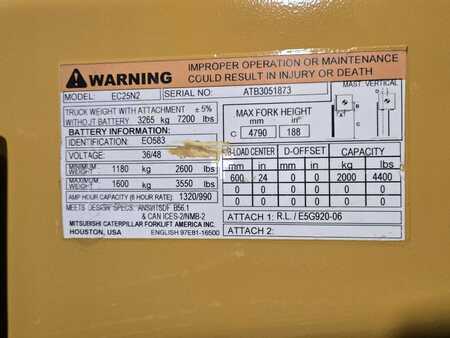 ⚠ WARNING
IMPROPER OPERATION OR MAINTENANCE
COULD RESULT IN INJURY OR DEATH
MODEL: EC25N2 SERIAL NO: ATB3051873
MAST. VERTICAL
TRUCK WEIGHT WITH ATTACHMENT ± 5%
WITHOUT BATTERY 3265 kg 7200 lbs
MAX FORK HEIGHT
mm in
C 4790 188
BATTERY INFORMATION:
IDENTIFICATION: EO583
VOLTAGE: 36/48
MINIMUM WEIGHT 1180 kg 2600 lbs
MAXIMUM WEIGHT 1600 kg 3550 lbs
AMP HOUR CAPACITY (6 HOUR RATE): 1320/990
B-LOAD CENTER D-OFFSET CAPACITY
mm in mm in kg lbs
600 24 0 0 2000 4400
0 0 0 0 0 0
0 0 0 0 0 0
MEETS DESIGN SPECS: B56.1
& CAN ICES-2/NMB-2
MITSUBISHI CATERPILLAR FORKLIFT AMERICA INC.
HOUSTON, USA ENGLISH 97E81-16500
ATTACH 1: R.L. / E5G920-06
ATTACH 2: